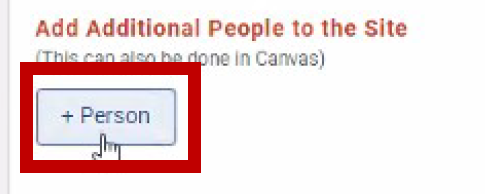 Add Additional People to the Site
(This can also be done in Canvas)
+ Person